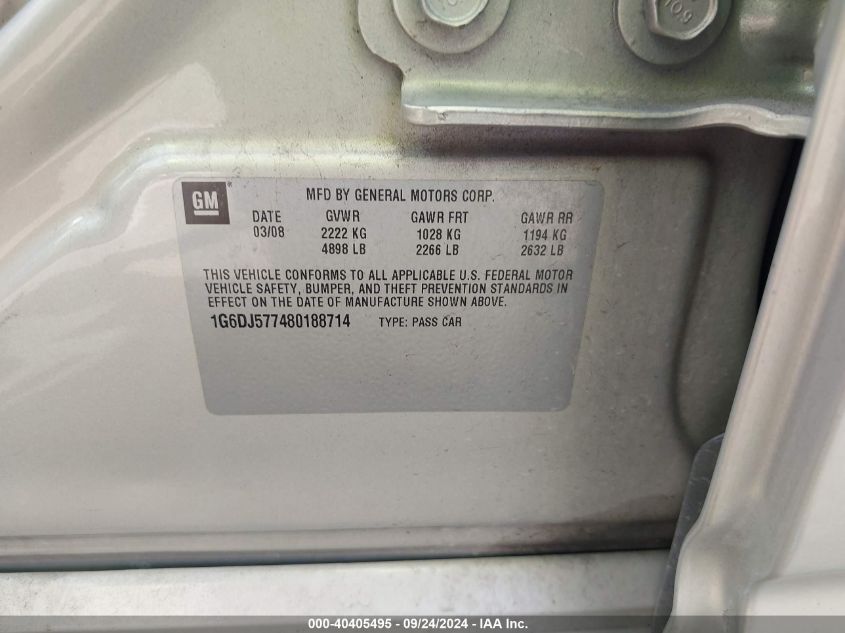 10.9
GM
MFD BY GENERAL MOTORS CORP.
DATE GVWR GAWR FRT GAWR RR
03/08 2222 KG 1028 KG 1194 KG
4898 LB 2266 LB 2632 LB
THIS VEHICLE CONFORMS TO ALL APPLICABLE U.S. FEDERAL MOTOR
VEHICLE SAFETY, BUMPER, AND THEFT PREVENTION STANDARDS IN
EFFECT ON THE DATE OF MANUFACTURE SHOWN ABOVE.
1G6DJ577480188714 TYPE: PASS CAR
000-40405495 - 09/24/2024 - IAA Inc.